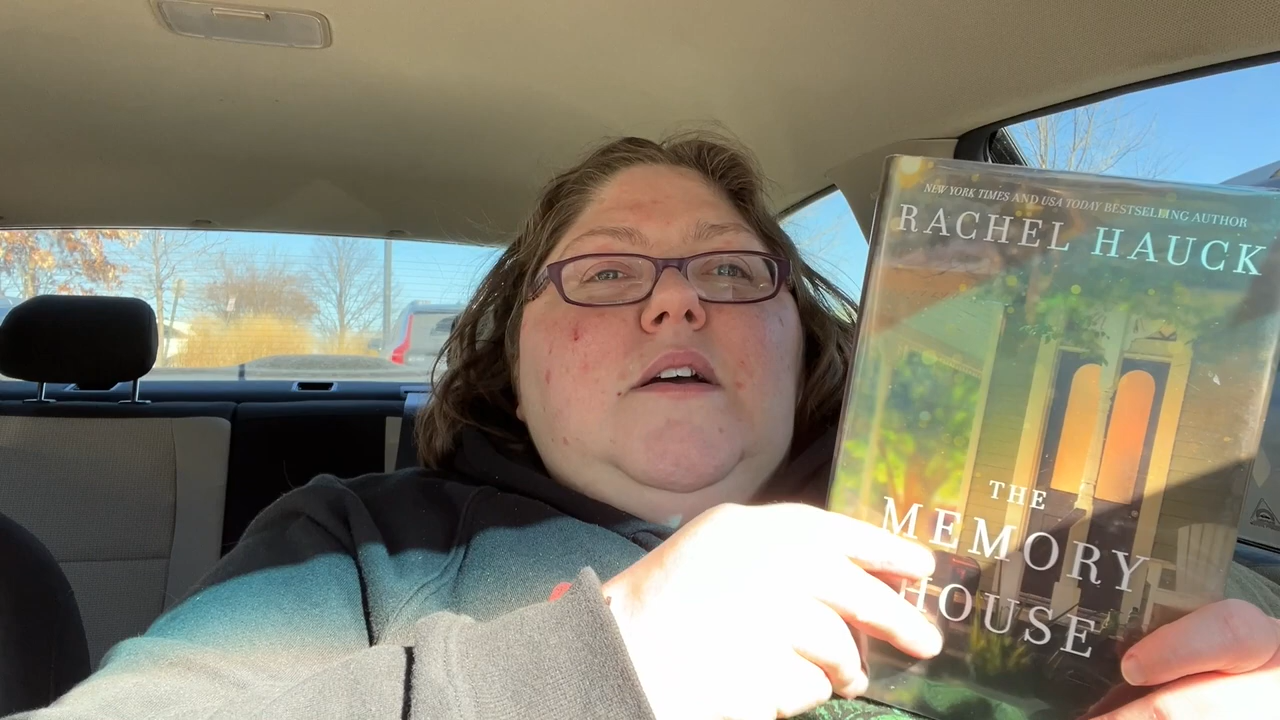 NEW YORK TIMES AND USA TODAY BESTSELLING AUTHOR
RACHEL HAUCK
THE
MEMORY
HOUSE